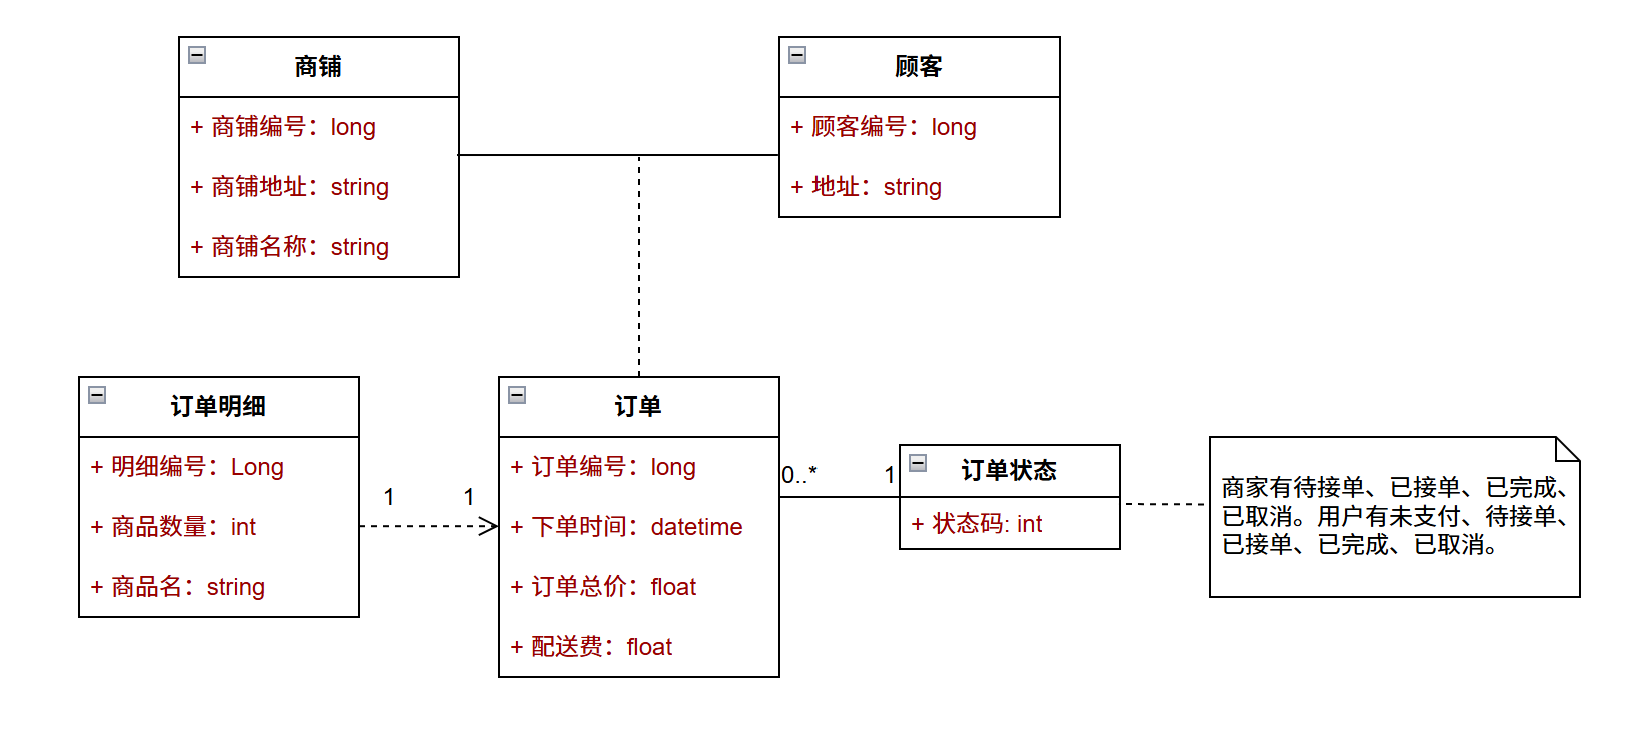 商铺
+ 商铺编号：long
+ 商铺地址：string
+ 商铺名称：string
顾客
+ 顾客编号：long
+ 地址：string
订单明细
+ 明细编号：Long
+ 商品数量：int
+ 商品名：string
1
1
订单
+ 订单编号：long
+ 下单时间：datetime
+ 订单总价：float
+ 配送费：float
0..*
1
订单状态
+ 状态码: int
商家有待接单、已接单、已完成、
已取消。用户有未支付、待接单、
已接单、已完成、已取消。